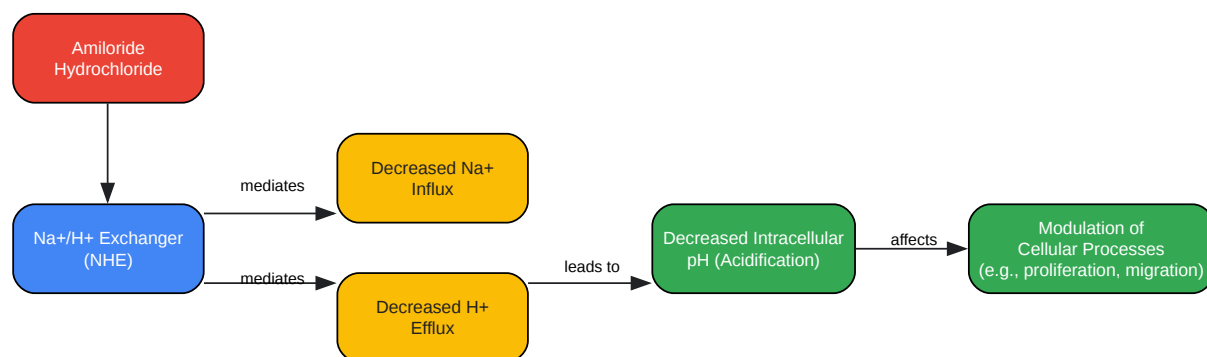 Amiloride
Hydrochloride
Decreased Na+
Influx
mediates
Na+/H+ Exchanger
(NHE)
mediates
Decreased H+
Efflux
leads to
Decreased Intracellular
pH (Acidification)
affects
Modulation of
Cellular Processes
(e.g., proliferation, migration)